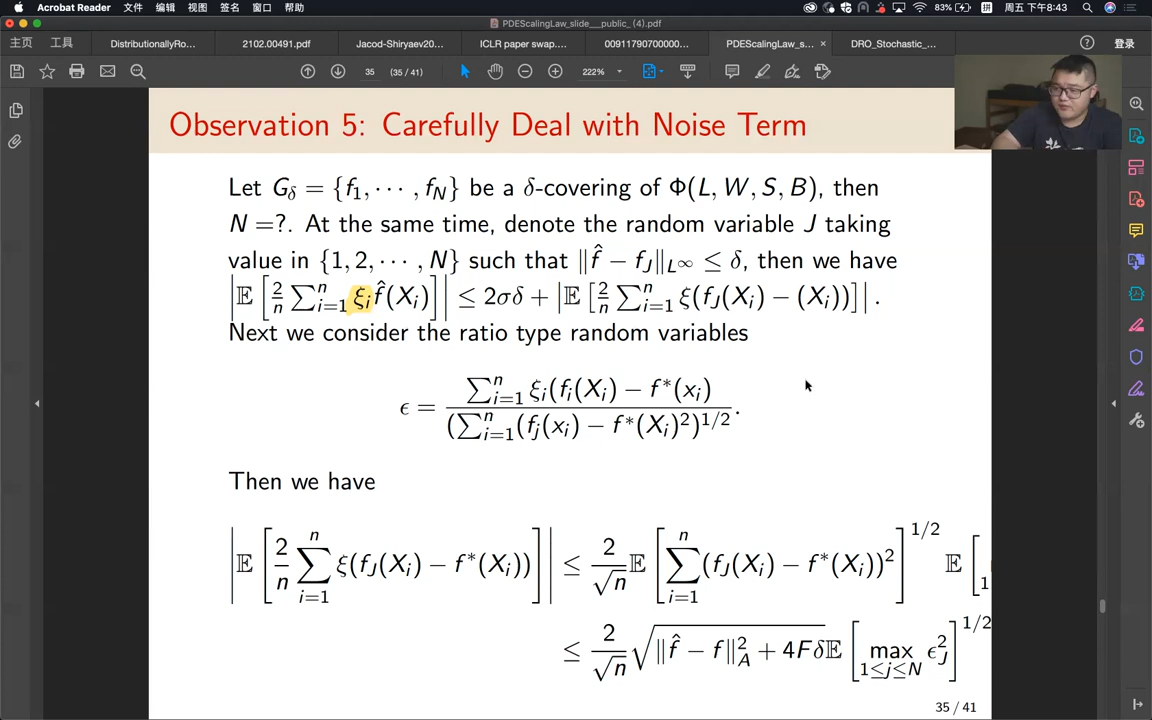 Acrobat Reader 文件 编辑 视图 签名 窗口 帮助 83% 拼 周五 下午8:43
PDEScalingLaw_slide__public_ (4).pdf
主页 工具 DistributionallyRo... 2102.00491.pdf Jacod-Shiryaev20... ICLR paper swap.... 00911790700000... PDEScalingLaw_s... × DRO_Stochastic_... 登录
35 (35 / 41) 222%
Observation 5: Carefully Deal with Noise Term
Let G_δ = {f_1, ⋯ , f_N} be a δ-covering of Φ(L, W, S, B), then
N =?. At the same time, denote the random variable J taking
value in {1, 2, ⋯ , N} such that ‖f̂ − f_J‖_{L^∞} ≤ δ, then we have
|𝔼 [2/n ∑_{i=1}^n ξ_i f̂(X_i)]| ≤ 2σδ + |𝔼 [2/n ∑_{i=1}^n ξ(f_J(X_i) − (X_i))]| .
Next we consider the ratio type random variables
ϵ = ∑_{i=1}^n ξ_i(f_i(X_i) − f*(x_i) / (∑_{i=1}^n (f_j(x_i) − f*(X_i)^2)^{1/2} .
Then we have
|𝔼 [2/n ∑_{i=1}^n ξ(f_J(X_i) − f*(X_i))]| ≤ 2/√n 𝔼 [∑_{i=1}^n (f_J(X_i) − f*(X_i))^2]^{1/2} 𝔼 [
≤ 2/√n √(‖f̂ − f‖_A^2 + 4Fδ) 𝔼 [max_{1≤j≤N} ϵ_J^2]^{1/2}
35 / 41